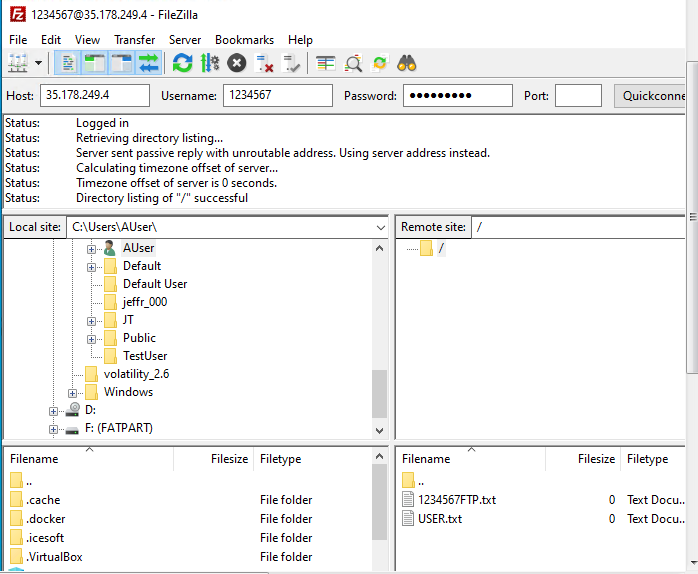 1234567@35.178.249.4 - FileZilla
File Edit View Transfer Server Bookmarks Help
Host: 35.178.249.4 Username: 1234567 Password: ●●●●●●●●● Port: Quickconne
Status: Logged in
Status: Retrieving directory listing...
Status: Server sent passive reply with unroutable address. Using server address instead.
Status: Calculating timezone offset of server...
Status: Timezone offset of server is 0 seconds.
Status: Directory listing of "/" successful
Local site: C:\Users\AUser\
AUser
Default
Default User
jeffr_000
JT
Public
TestUser
volatility_2.6
Windows
D:
F: (FATPART)
Remote site: /
/
Filename Filesize Filetype
..
.cache File folder
.docker File folder
.icesoft File folder
.VirtualBox File folder
Filename Filesize Filetype
..
1234567FTP.txt 0 Text Docu...
USER.txt 0 Text Docu...